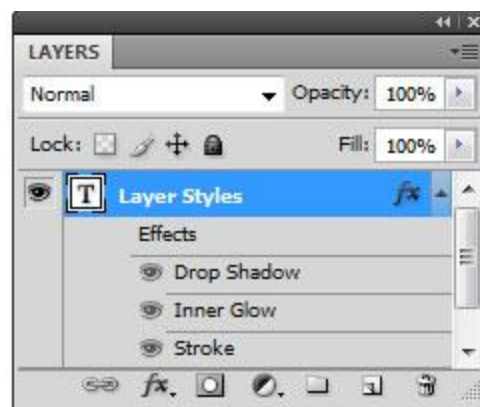 LAYERS
Normal Opacity: 100%
Lock: Fill: 100%
T Layer Styles fx
Effects
Drop Shadow
Inner Glow
Stroke
fx.